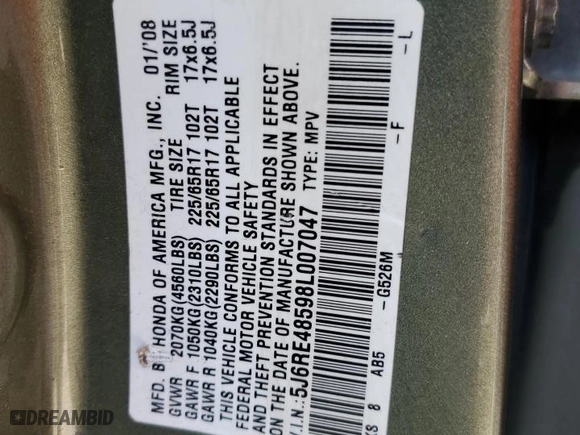 MFD. B HONDA OF AMERICA MFG., INC. 01/'08
GVWR 2070KG(4580LBS) TIRE SIZE RIM SIZE
GAWR F 1050KG(2310LBS) 225/65R17 102T 17x6.5J
GAWR R 1040KG(2290LBS) 225/65R17 102T 17x6.5J
THIS VEHICLE CONFORMS TO ALL APPLICABLE
FEDERAL MOTOR VEHICLE SAFETY
AND THEFT PREVENTION STANDARDS IN EFFECT
ON THE DATE OF MANUFACTURE SHOWN ABOVE.
V.I.N.:5J6RE48598L007047 TYPE: MPV
XS 8 AB5 -G526M -F -L
DREAMBID